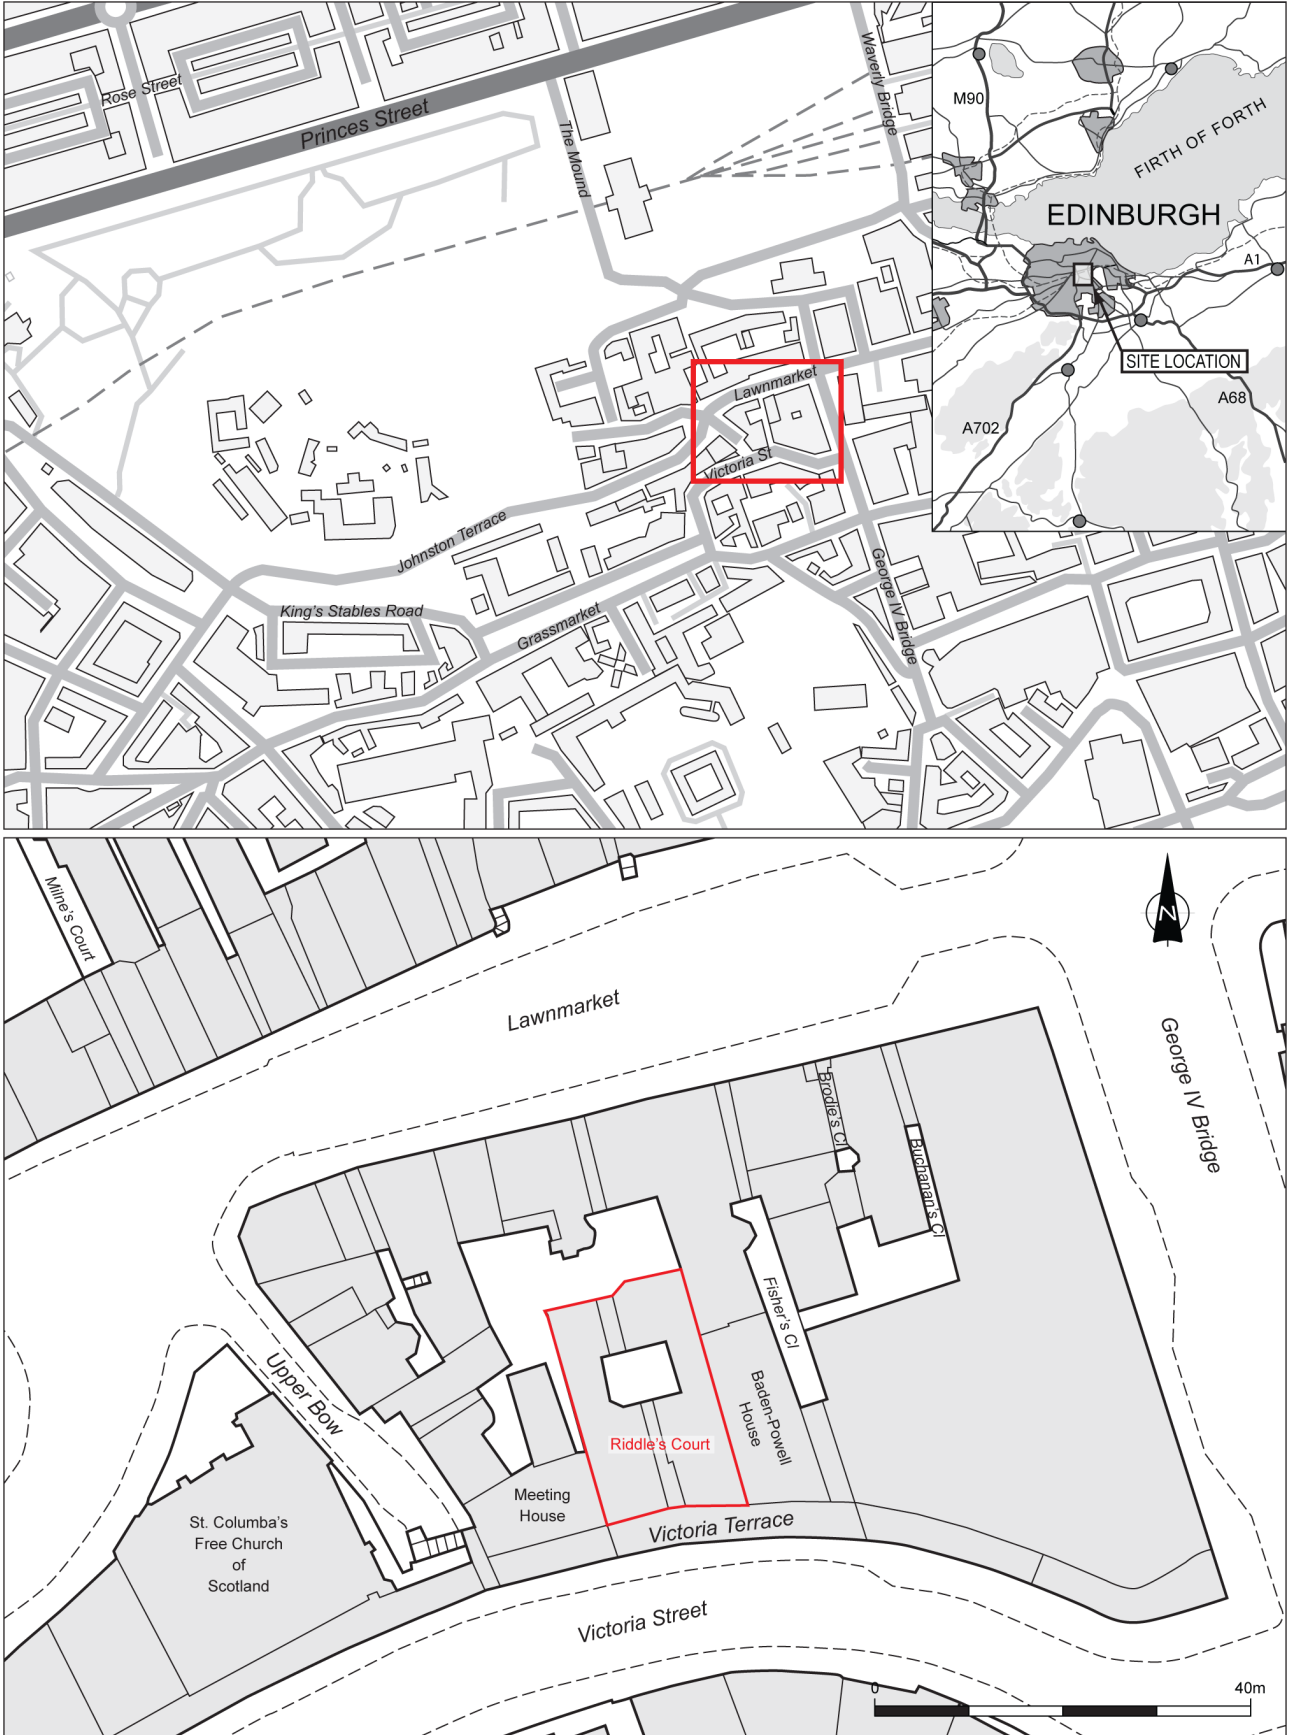 Rose Street
Princes Street
The Mound
Waverly Bridge
M90
FIRTH OF FORTH
EDINBURGH
A1
SITE LOCATION
A68
A702
Lawnmarket
Victoria St
Johnston Terrace
King's Stables Road
Grassmarket
George IV Bridge
Milne's Court
N
Lawnmarket
George IV Bridge
Brodie's Cl
Buchanan's Cl
Fisher's Cl
Upper Bow
Baden-Powell
House
Riddle's Court
Meeting
House
St. Columba's
Free Church
of
Scotland
Victoria Terrace
Victoria Street
0
40m